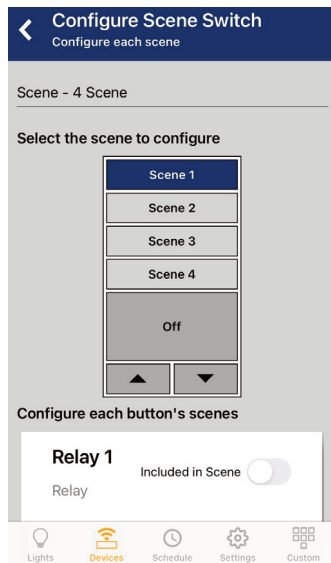 Configure Scene Switch
Configure each scene
Scene - 4 Scene
Select the scene to configure
Scene 1
Scene 2
Scene 3
Scene 4
Off
Configure each button's scenes
Relay 1
Included in Scene
Relay
Lights Devices Schedule Settings Custom